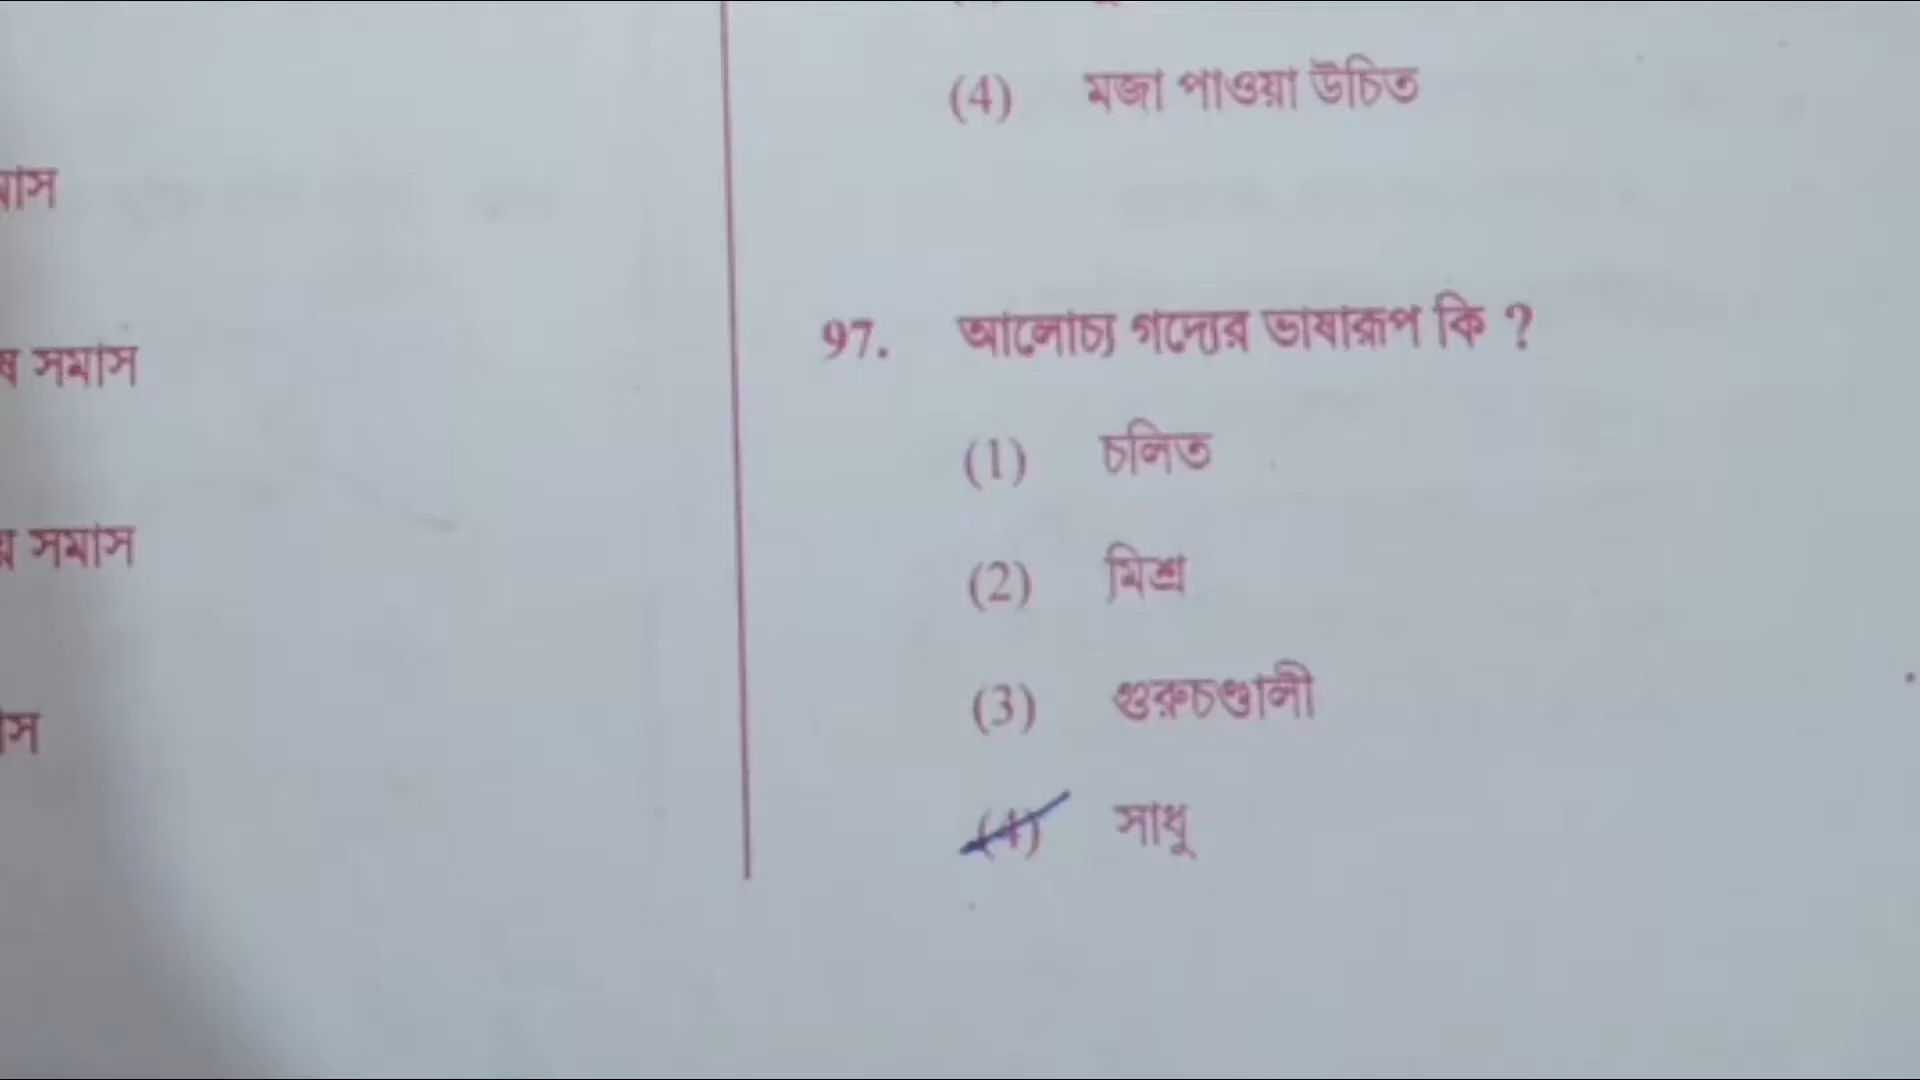 সমাস
সমাস
(4) মজা পাওয়া উচিত
97. আলোচ্য গদ্যের ভাষারূপ কি ?
(1) চলিত
(2) মিশ্র
(3) গুরুচণ্ডালী
(4) সাধু